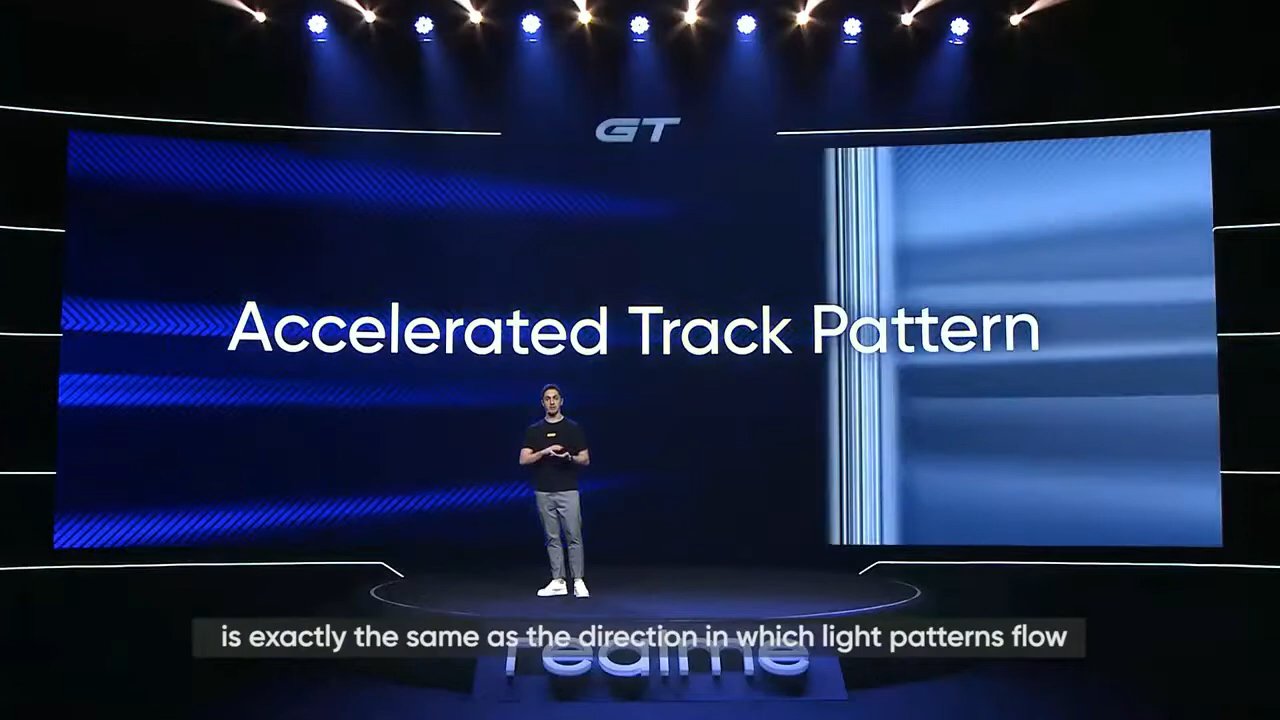 GT
Accelerated Track Pattern
is exactly the same as the direction in which light patterns flow
realme